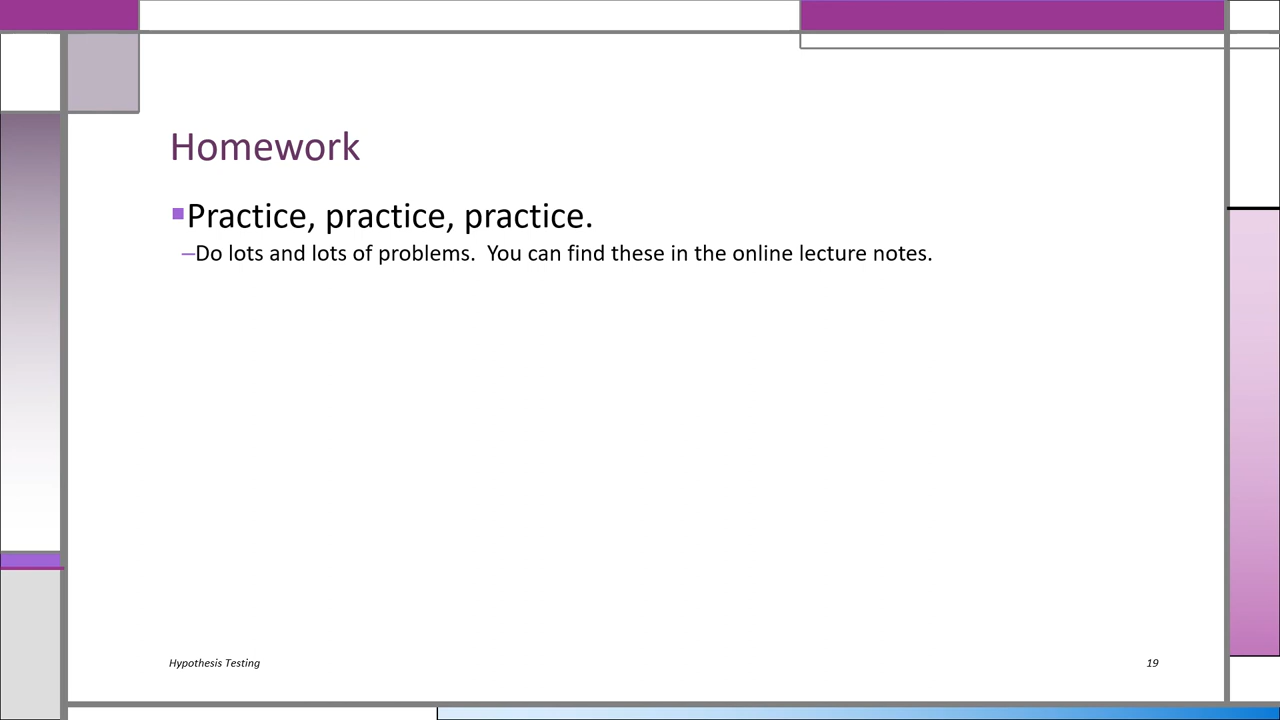 Homework
▪Practice, practice, practice.
–Do lots and lots of problems.  You can find these in the online lecture notes.
Hypothesis Testing
19